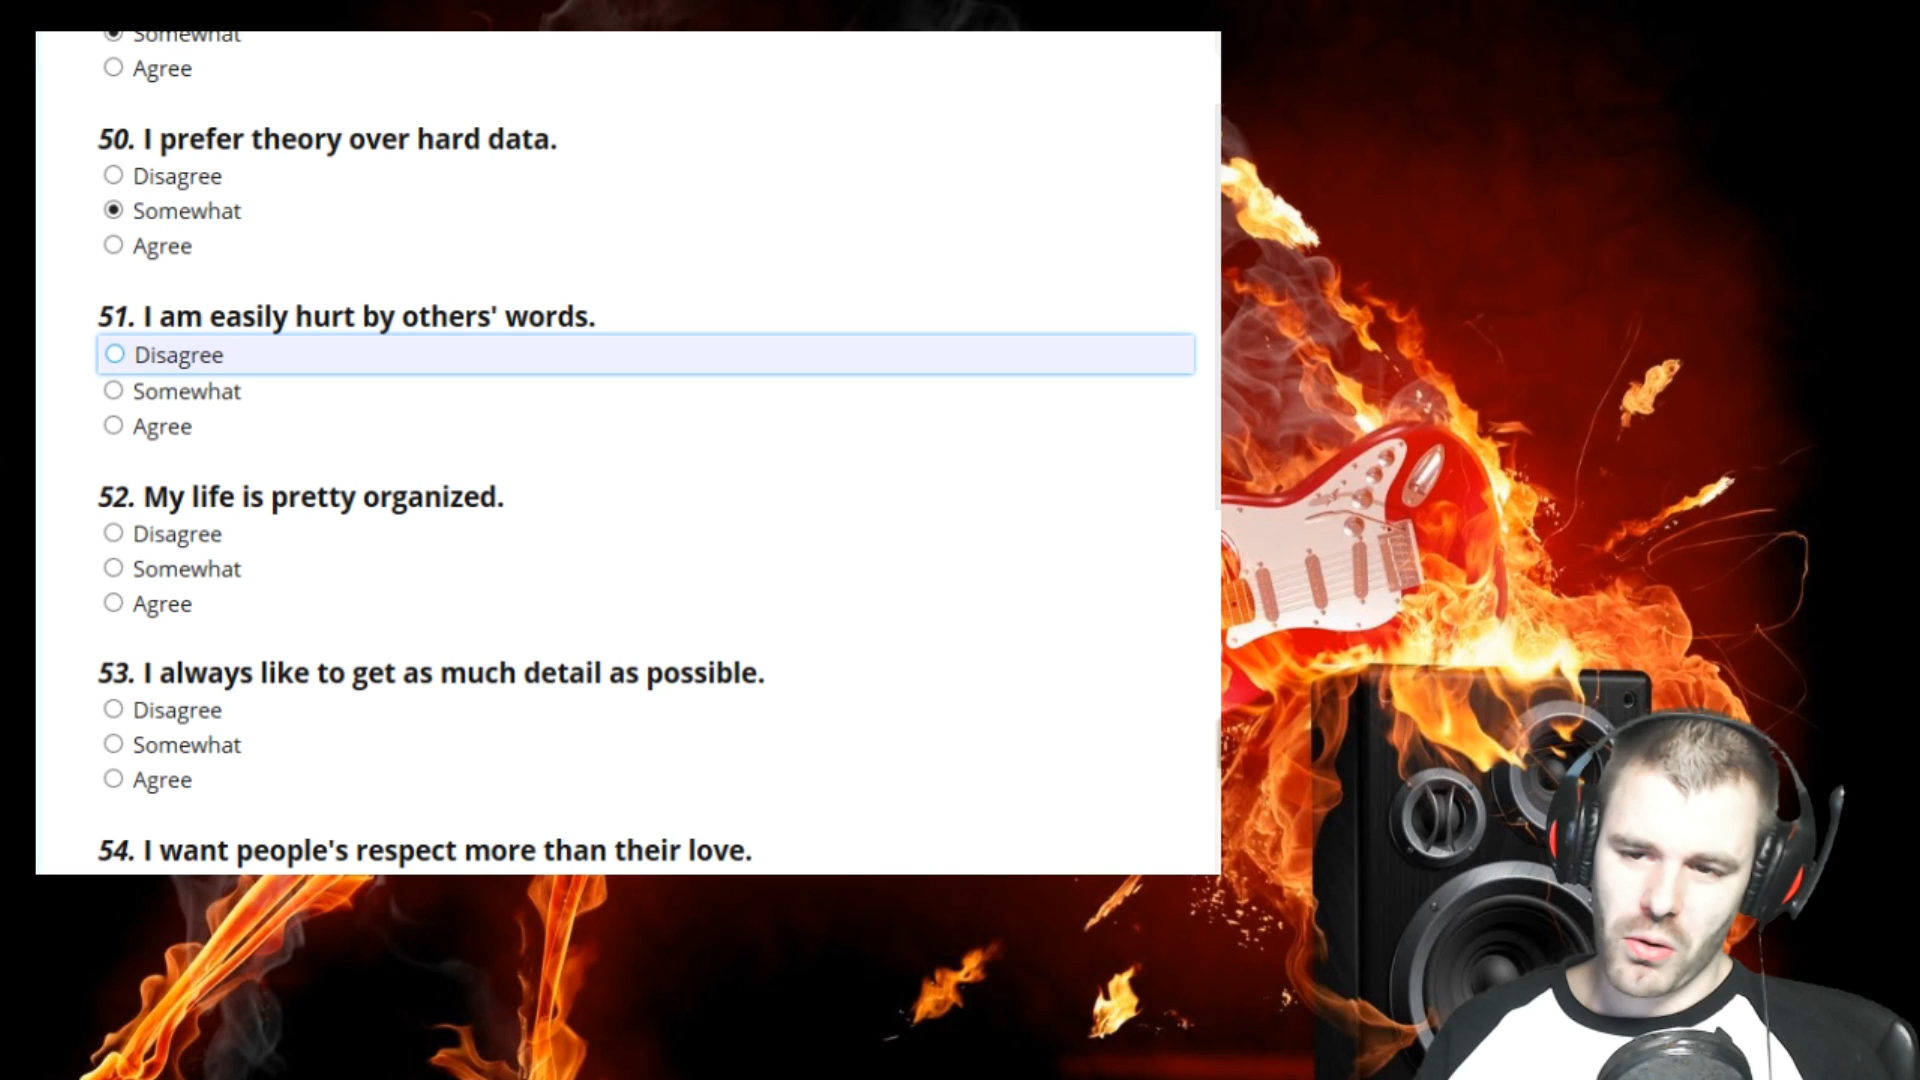 Somewhat
Agree
50. I prefer theory over hard data.
Disagree
Somewhat
Agree
51. I am easily hurt by others' words.
Disagree
Somewhat
Agree
52. My life is pretty organized.
Disagree
Somewhat
Agree
53. I always like to get as much detail as possible.
Disagree
Somewhat
Agree
54. I want people's respect more than their love.